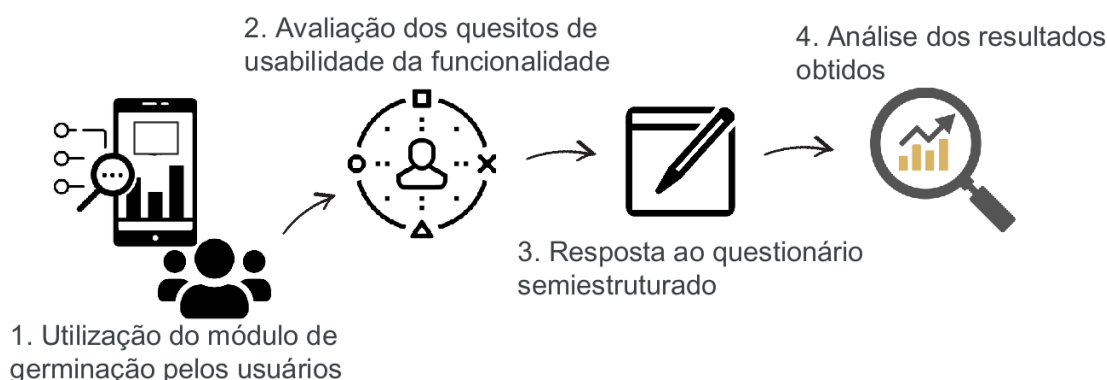 1. Utilização do módulo de
germinação pelos usuários
2. Avaliação dos quesitos de
usabilidade da funcionalidade
3. Resposta ao questionário
semiestruturado
4. Análise dos resultados
obtidos